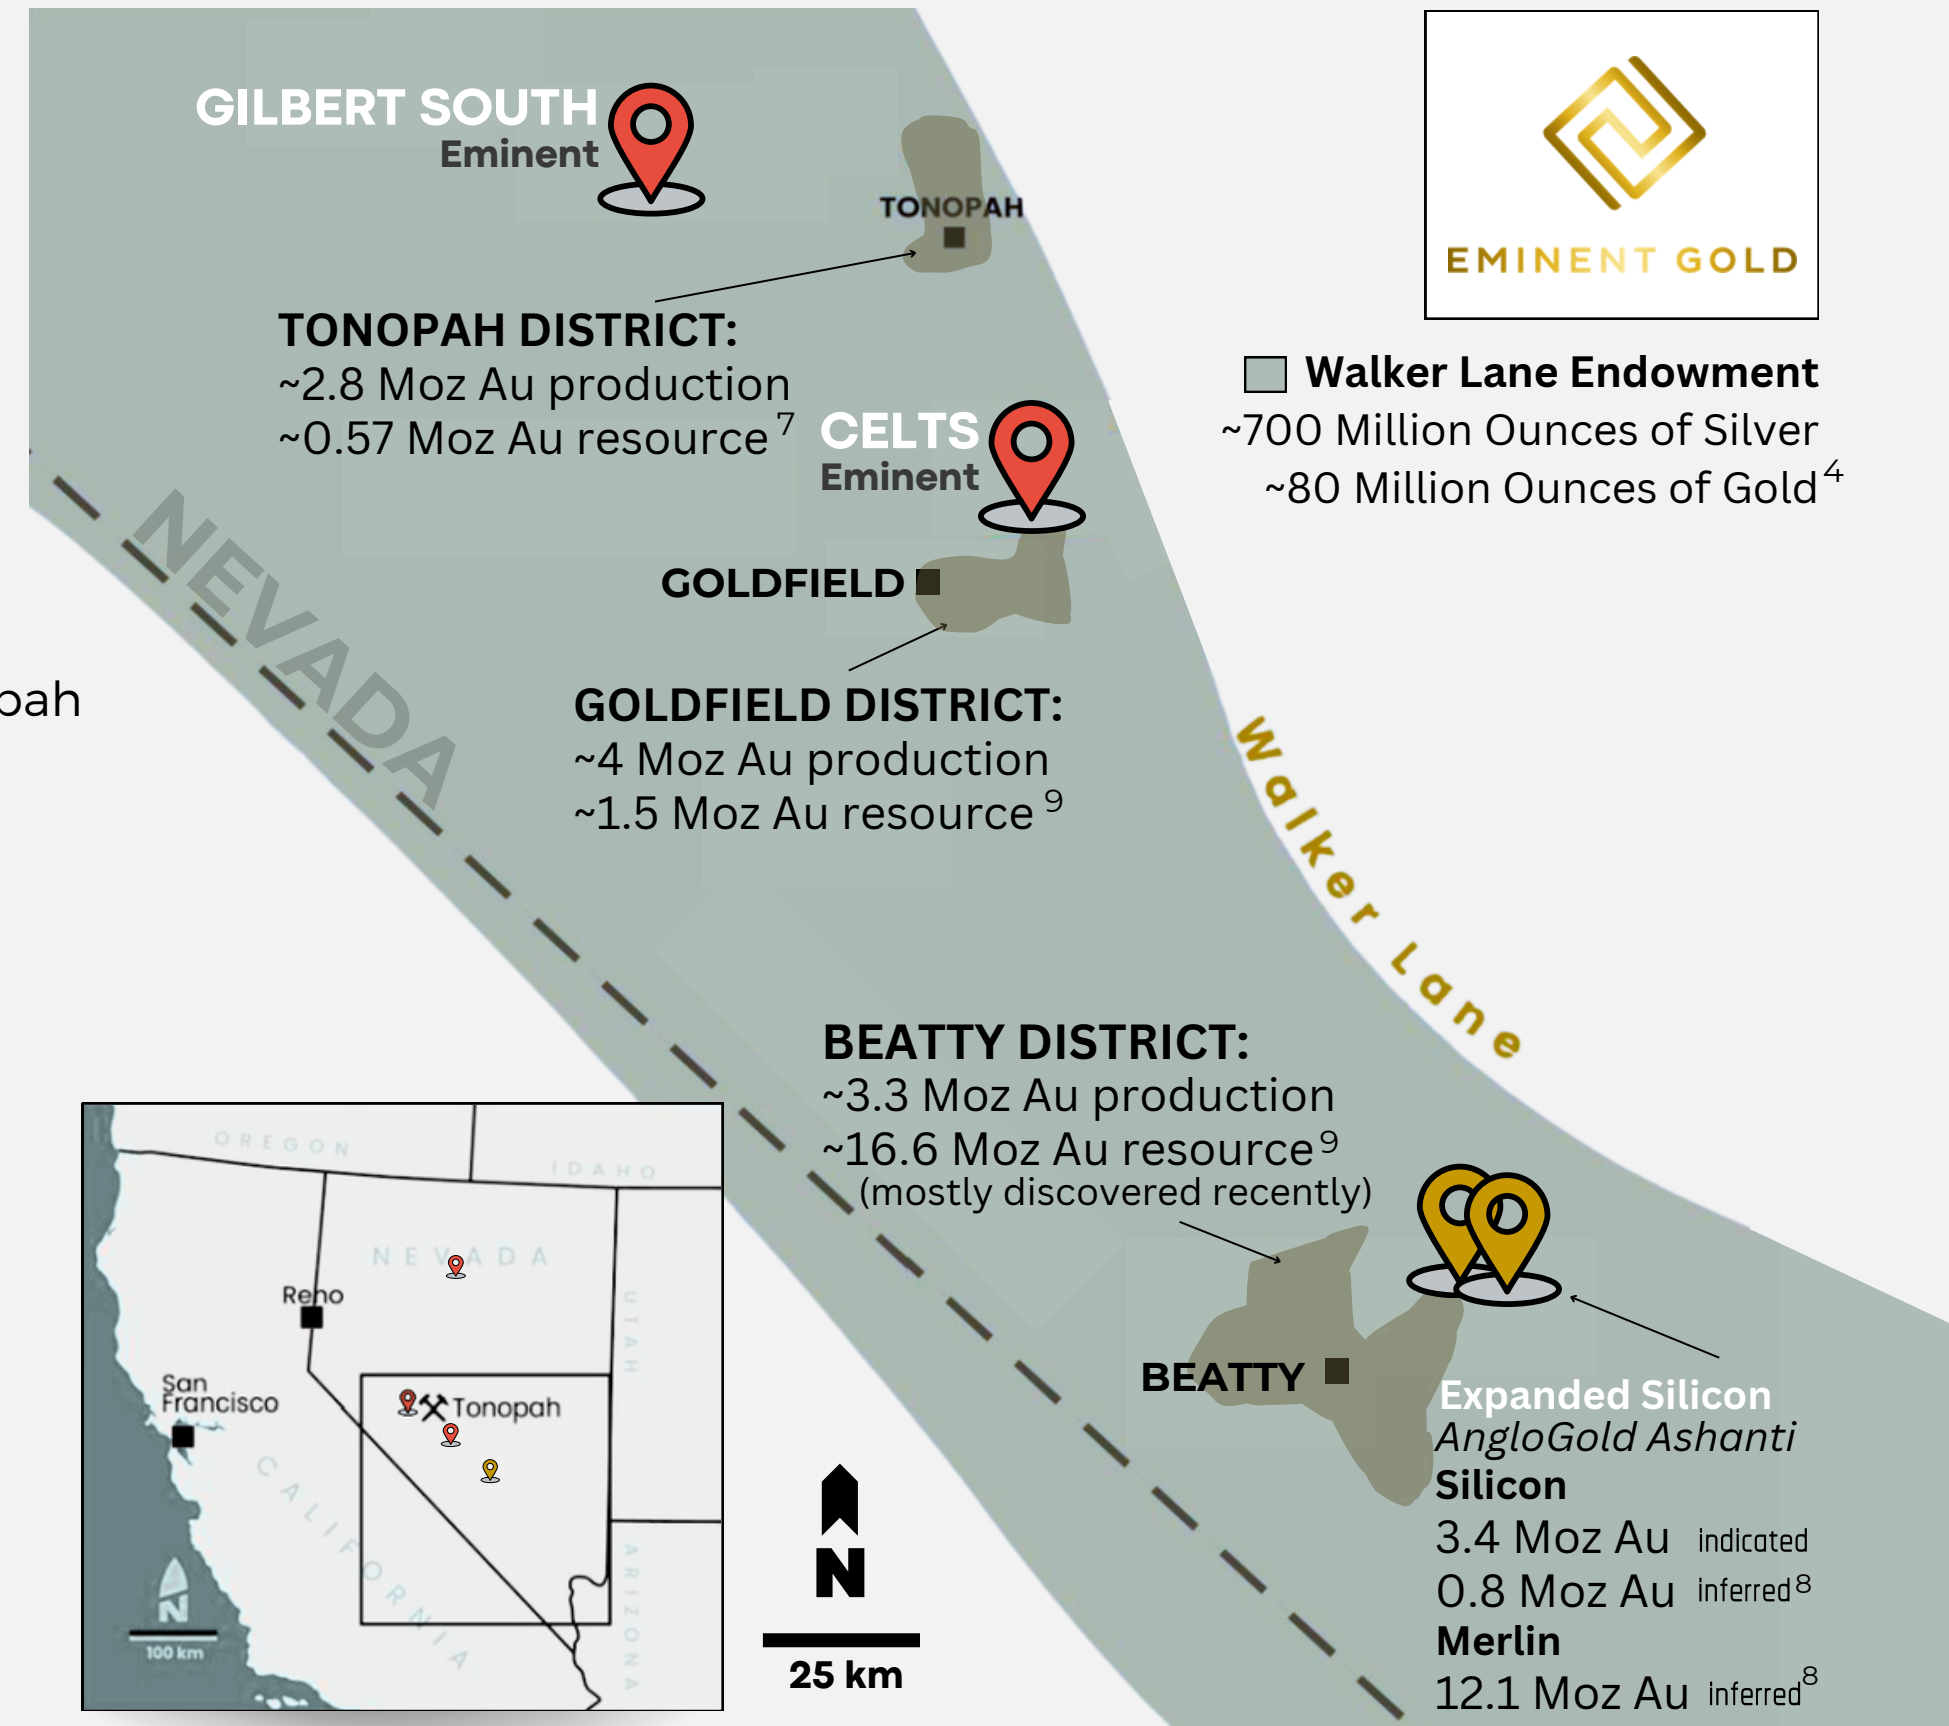 GILBERT SOUTH
Eminent
TONOPAH
TONOPAH DISTRICT:
~2.8 Moz Au production
~0.57 Moz Au resource 7
EMINENT GOLD
Walker Lane Endowment
~700 Million Ounces of Silver
~80 Million Ounces of Gold 4
CELTS
Eminent
GOLDFIELD
NEVADA
GOLDFIELD DISTRICT:
~4 Moz Au production
~1.5 Moz Au resource 9
Walker Lane
BEATTY DISTRICT:
~3.3 Moz Au production
~16.6 Moz Au resource 9
(mostly discovered recently)
BEATTY
Expanded Silicon
AngloGold Ashanti
Silicon
3.4 Moz Au indicated
0.8 Moz Au inferred 8
Merlin
12.1 Moz Au inferred 8
OREGON
IDAHO
NEVADA
Reno
UTAH
San
Francisco
Tonopah
CALIFORNIA
ARIZONA
N
100 km
N
25 km